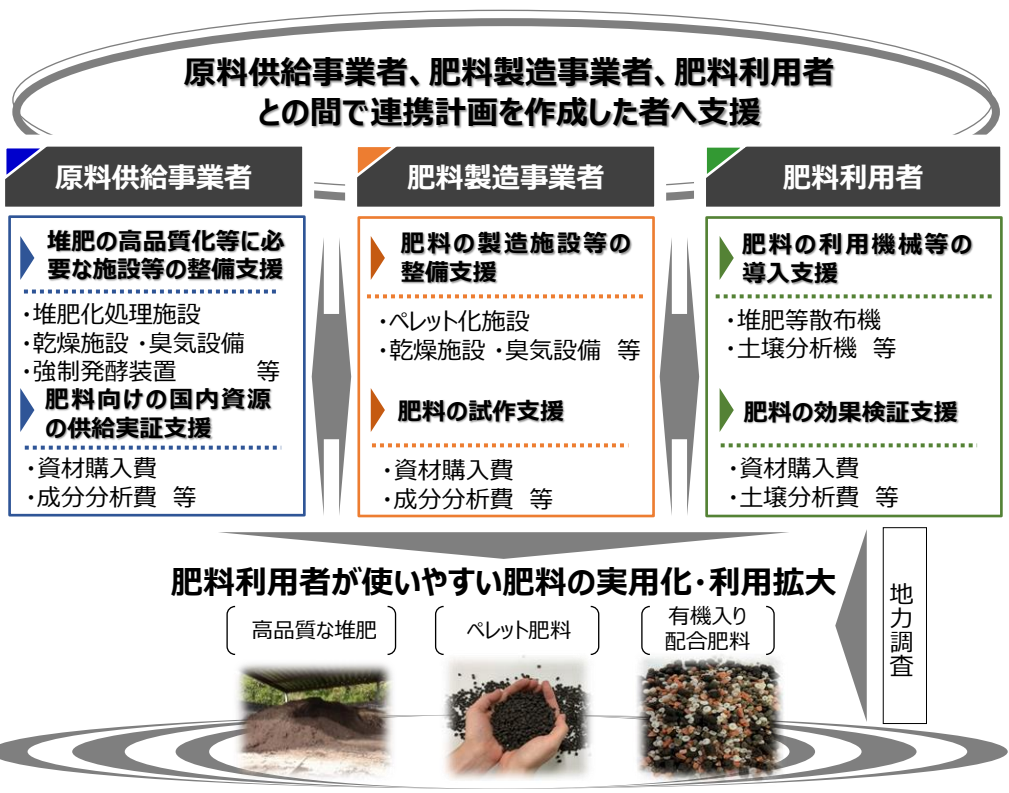 原料供給事業者、肥料製造事業者、肥料利用者
との間で連携計画を作成した者へ支援
原料供給事業者
堆肥の高品質化等に必
要な施設等の整備支援
・堆肥化処理施設
・乾燥施設・臭気設備
・強制発酵装置 等
肥料向けの国内資源
の供給実証支援
・資材購入費
・成分分析費 等
肥料製造事業者
肥料の製造施設等の
整備支援
・ペレット化施設
・乾燥施設・臭気設備 等
肥料の試作支援
・資材購入費
・成分分析費 等
肥料利用者
肥料の利用機械等の
導入支援
・堆肥等散布機
・土壌分析機 等
肥料の効果検証支援
・資材購入費
・土壌分析費 等
肥料利用者が使いやすい肥料の実用化・利用拡大
高品質な堆肥
ペレット肥料
有機入り
配合肥料
地力調査